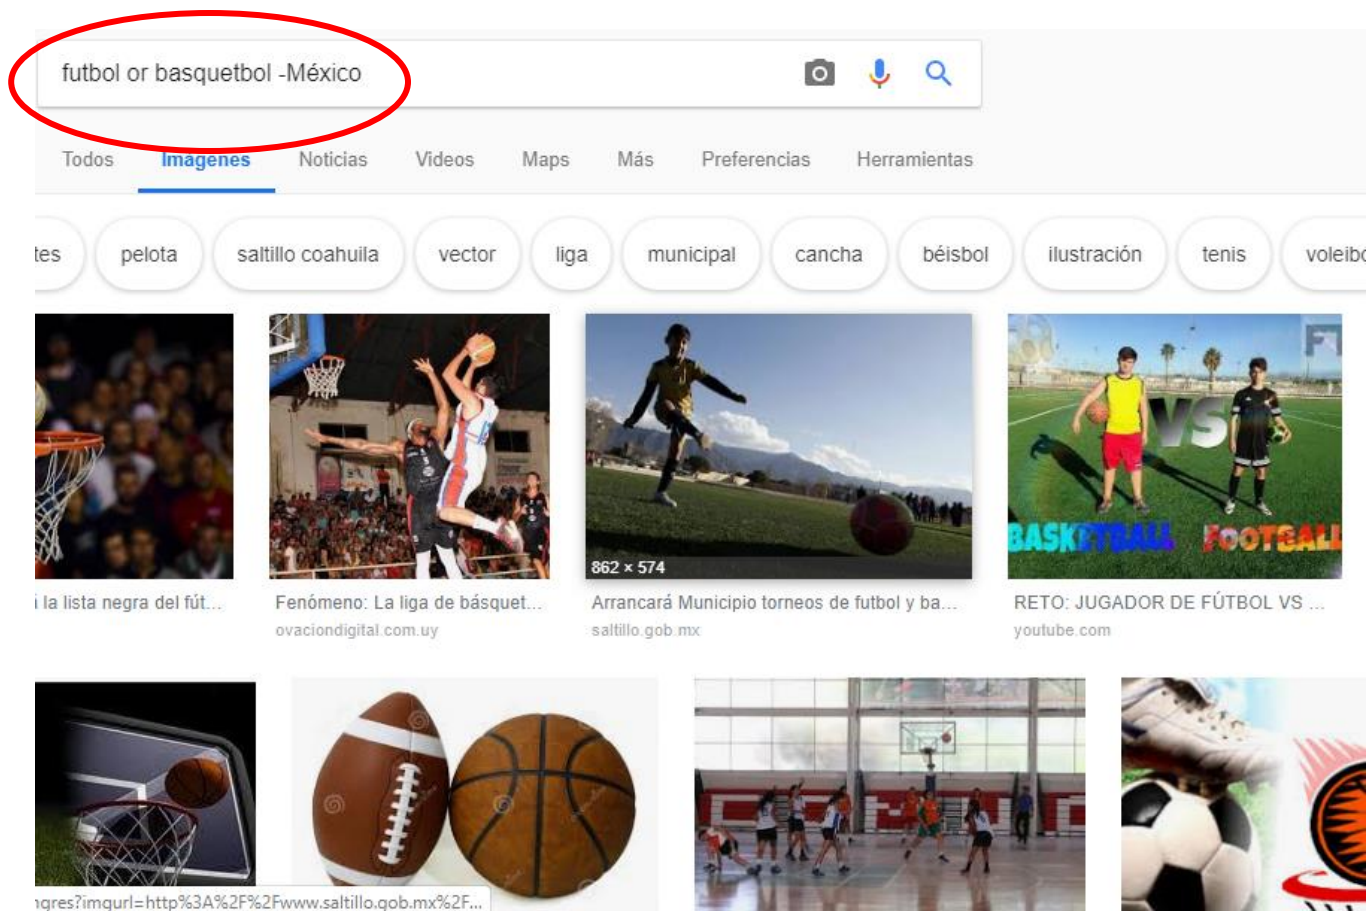 futbol or basquetbol -México
Todos Imágenes Noticias Videos Maps Más Preferencias Herramientas
tes pelota saltillo coahuila vector liga municipal cancha béisbol ilustración tenis voleibo
VS
BASKETBALL FOOTBALL
862 × 574
la lista negra del fút... Fenómeno: La liga de básquet... Arrancará Municipio torneos de futbol y ba... RETO: JUGADOR DE FÚTBOL VS ...
ovaciondigital.com.uy saltillo.gob.mx youtube.com
ngres?imgurl=http%3A%2F%2Fwww.saltillo.gob.mx%2F...